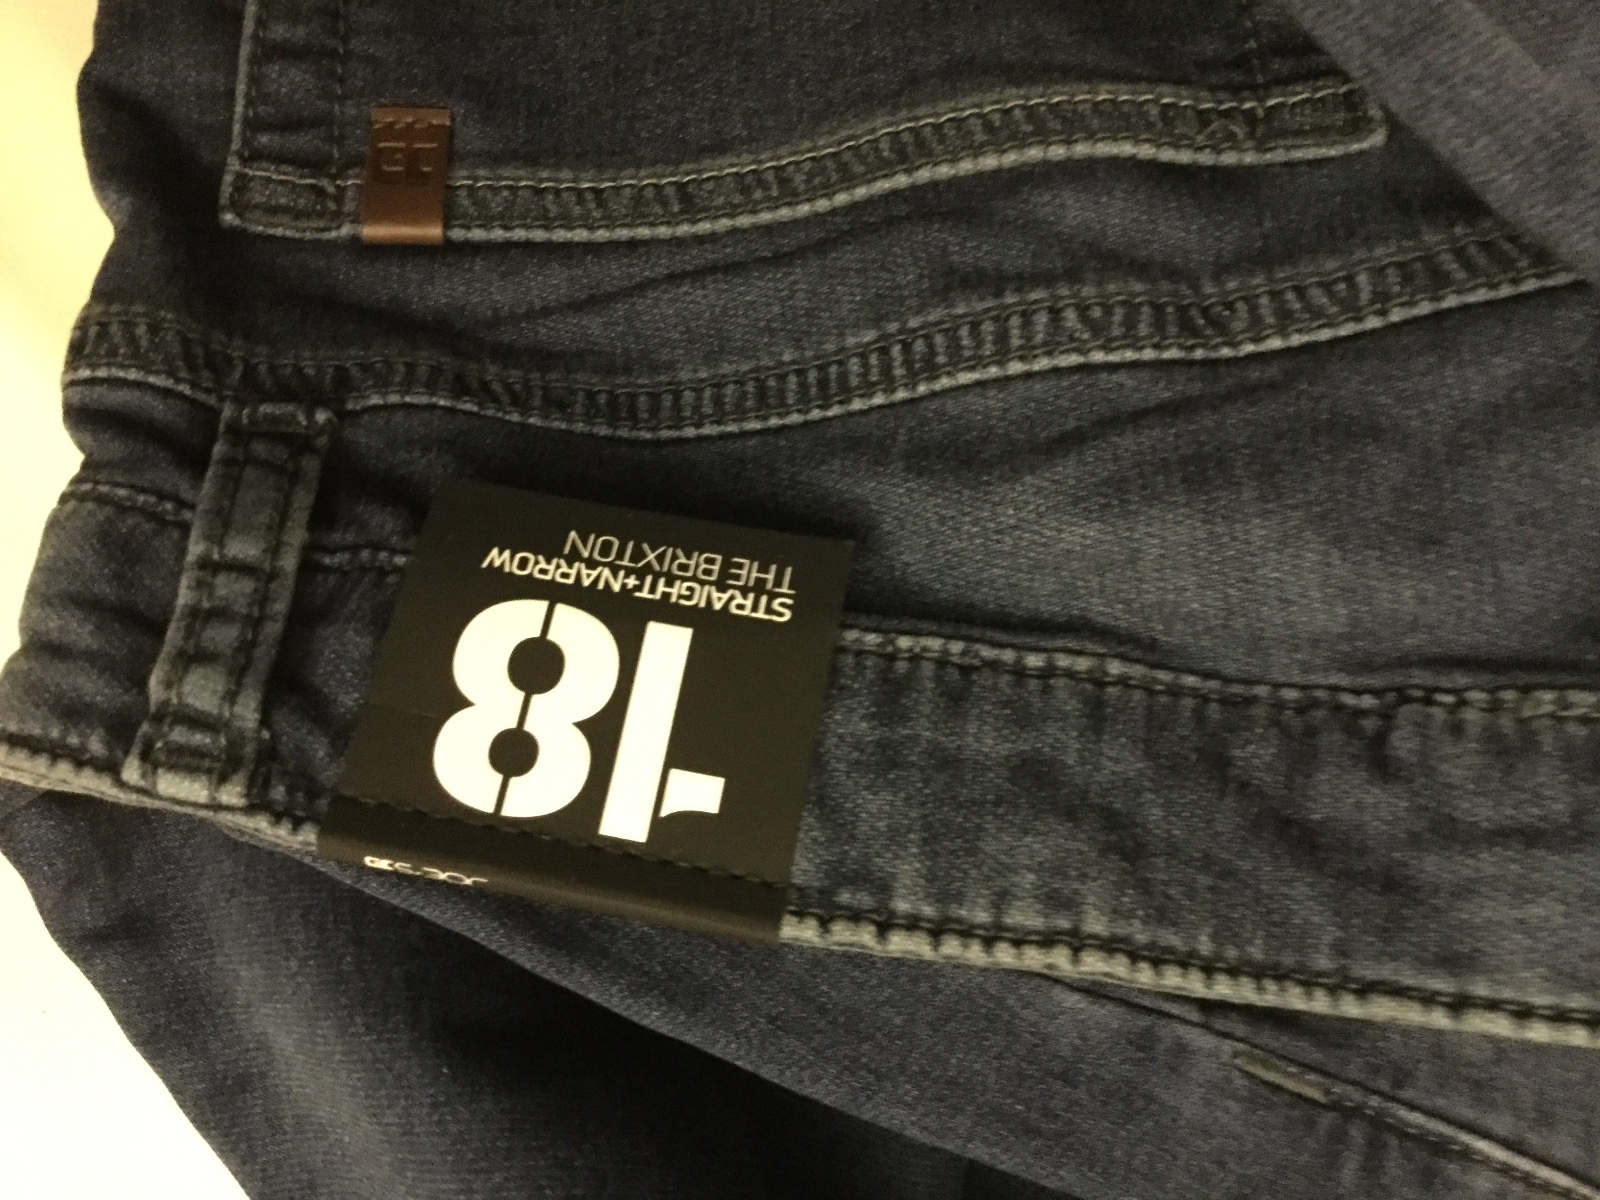 18
STRAIGHT+NARROW
THE BRIXTON